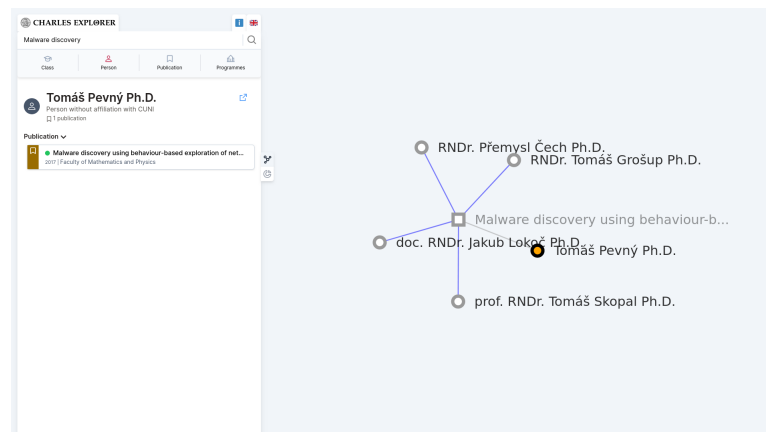 CHARLES EXPLORER
Malware discovery
Class
Person
Publication
Programmes
Tomáš Pevný Ph.D.
Person without affiliation with CUNI
1 publication
Publication
Malware discovery using behaviour-based exploration of net...
2017 | Faculty of Mathematics and Physics
RNDr. Přemysl Čech Ph.D.
RNDr. Tomáš Grošup Ph.D.
Malware discovery using behaviour-b...
doc. RNDr. Jakub Lokoč Ph.D.
Tomáš Pevný Ph.D.
prof. RNDr. Tomáš Skopal Ph.D.